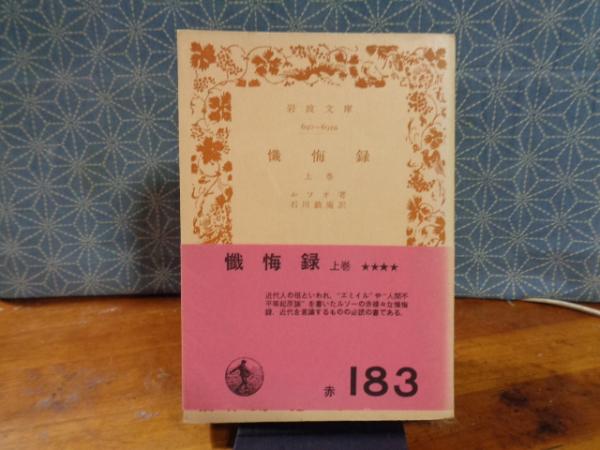 岩波文庫
懺悔録
上巻
ルソオ著
石川戯庵訳
懺悔録 上巻 ★★★★
近代人の祖といわれ、“エミイル”や“人間不
平等起原論”を書いたルソーの赤裸々な懺悔
録。近代を言論するものの必読の書である。
赤 183